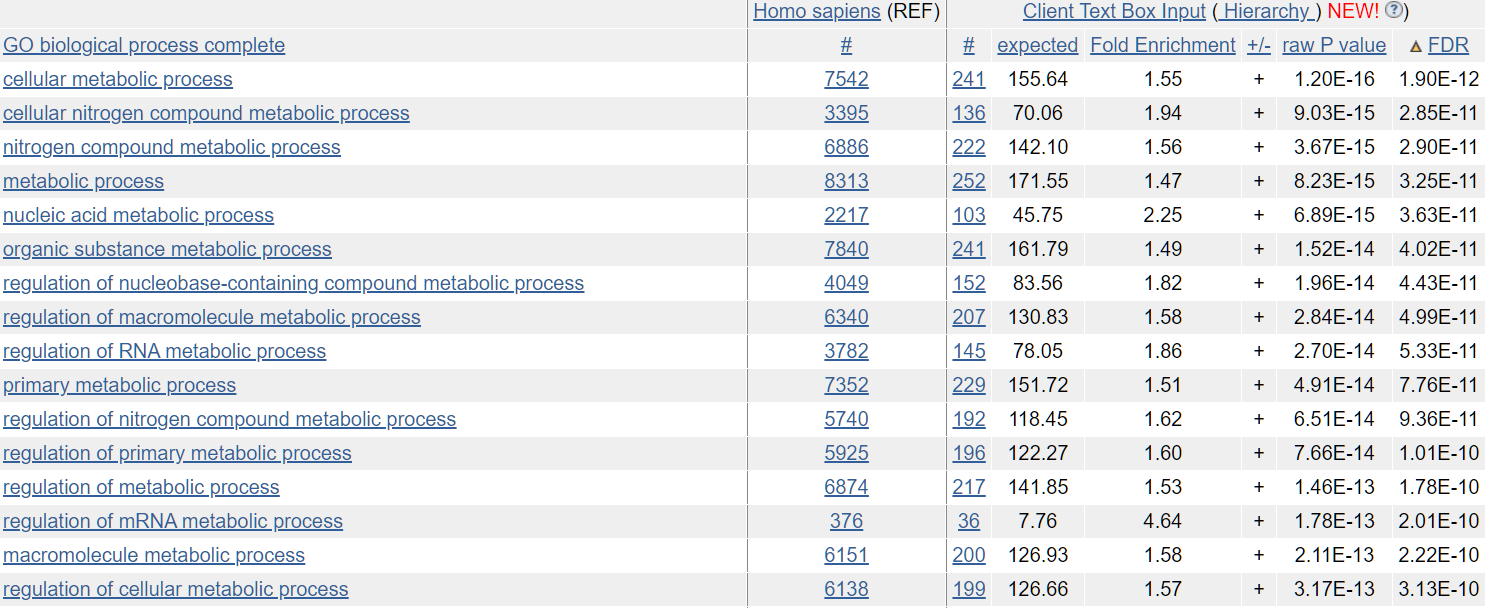 Homo sapiens (REF) Client Text Box Input ( Hierarchy ) NEW! ?)
GO biological process complete # # expected Fold Enrichment +/- raw P value ▲ FDR
cellular metabolic process 7542 241 155.64 1.55 + 1.20E-16 1.90E-12
cellular nitrogen compound metabolic process 3395 136 70.06 1.94 + 9.03E-15 2.85E-11
nitrogen compound metabolic process 6886 222 142.10 1.56 + 3.67E-15 2.90E-11
metabolic process 8313 252 171.55 1.47 + 8.23E-15 3.25E-11
nucleic acid metabolic process 2217 103 45.75 2.25 + 6.89E-15 3.63E-11
organic substance metabolic process 7840 241 161.79 1.49 + 1.52E-14 4.02E-11
regulation of nucleobase-containing compound metabolic process 4049 152 83.56 1.82 + 1.96E-14 4.43E-11
regulation of macromolecule metabolic process 6340 207 130.83 1.58 + 2.84E-14 4.99E-11
regulation of RNA metabolic process 3782 145 78.05 1.86 + 2.70E-14 5.33E-11
primary metabolic process 7352 229 151.72 1.51 + 4.91E-14 7.76E-11
regulation of nitrogen compound metabolic process 5740 192 118.45 1.62 + 6.51E-14 9.36E-11
regulation of primary metabolic process 5925 196 122.27 1.60 + 7.66E-14 1.01E-10
regulation of metabolic process 6874 217 141.85 1.53 + 1.46E-13 1.78E-10
regulation of mRNA metabolic process 376 36 7.76 4.64 + 1.78E-13 2.01E-10
macromolecule metabolic process 6151 200 126.93 1.58 + 2.11E-13 2.22E-10
regulation of cellular metabolic process 6138 199 126.66 1.57 + 3.17E-13 3.13E-10